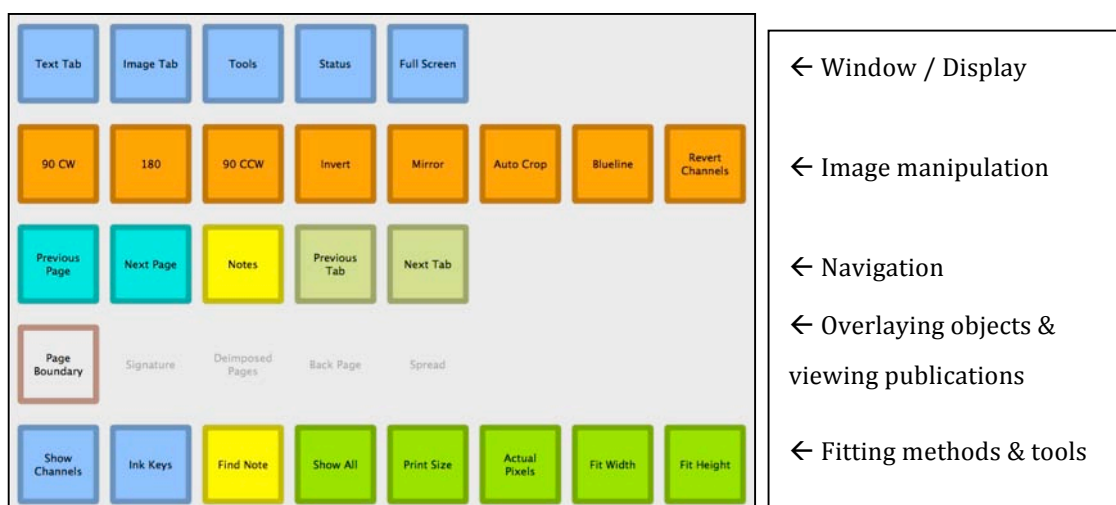 Text Tab
Image Tab
Tools
Status
Full Screen
← Window / Display
90 CW
180
90 CCW
Invert
Mirror
Auto Crop
Blueline
Revert
Channels
← Image manipulation
Previous
Page
Next Page
Notes
Previous
Tab
Next Tab
← Navigation
Page
Boundary
Signature
Deimposed
Pages
Back Page
Spread
← Overlaying objects &
viewing publications
Show
Channels
Ink Keys
Find Note
Show All
Print Size
Actual
Pixels
Fit Width
Fit Height
← Fitting methods & tools